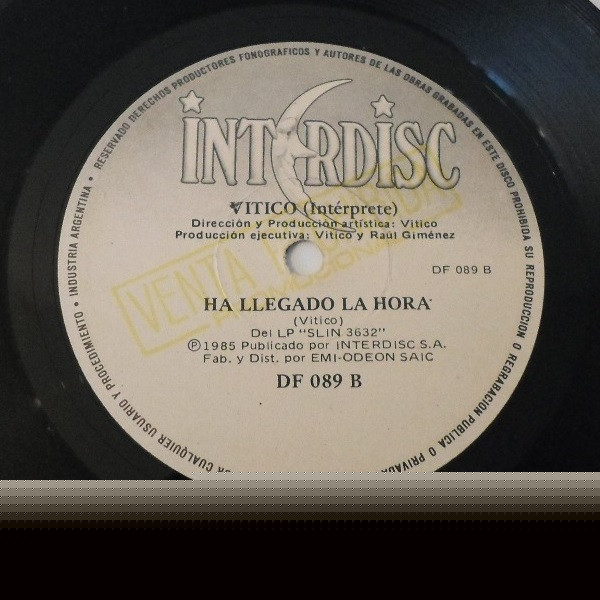 RESERVADO DERECHOS PRODUCTORES FONOGRAFICOS Y AUTORES DE LAS OBRAS GRABADAS EN ESTE DISCO PROHIBIDA SU REPRODUCCION O REGRABACION PUBLICA O PRIVADA
POR CUALQUIER USUARIO Y PROCEDIMIENTO • INDUSTRIA ARGENTINA •
INTERDISC
VITICO (Intérprete)
Dirección y Producción artística: Vitico
Producción ejecutiva: Vitico y Raúl Giménez
DF 089 B
VENTA
HA LLEGADO LA HORA
(Vitico)
Del LP "SLIN 3632"
Ⓟ1985 Publicado por INTERDISC S.A.
Fab. y Dist. por EMI-ODEON SAIC
DF 089 B